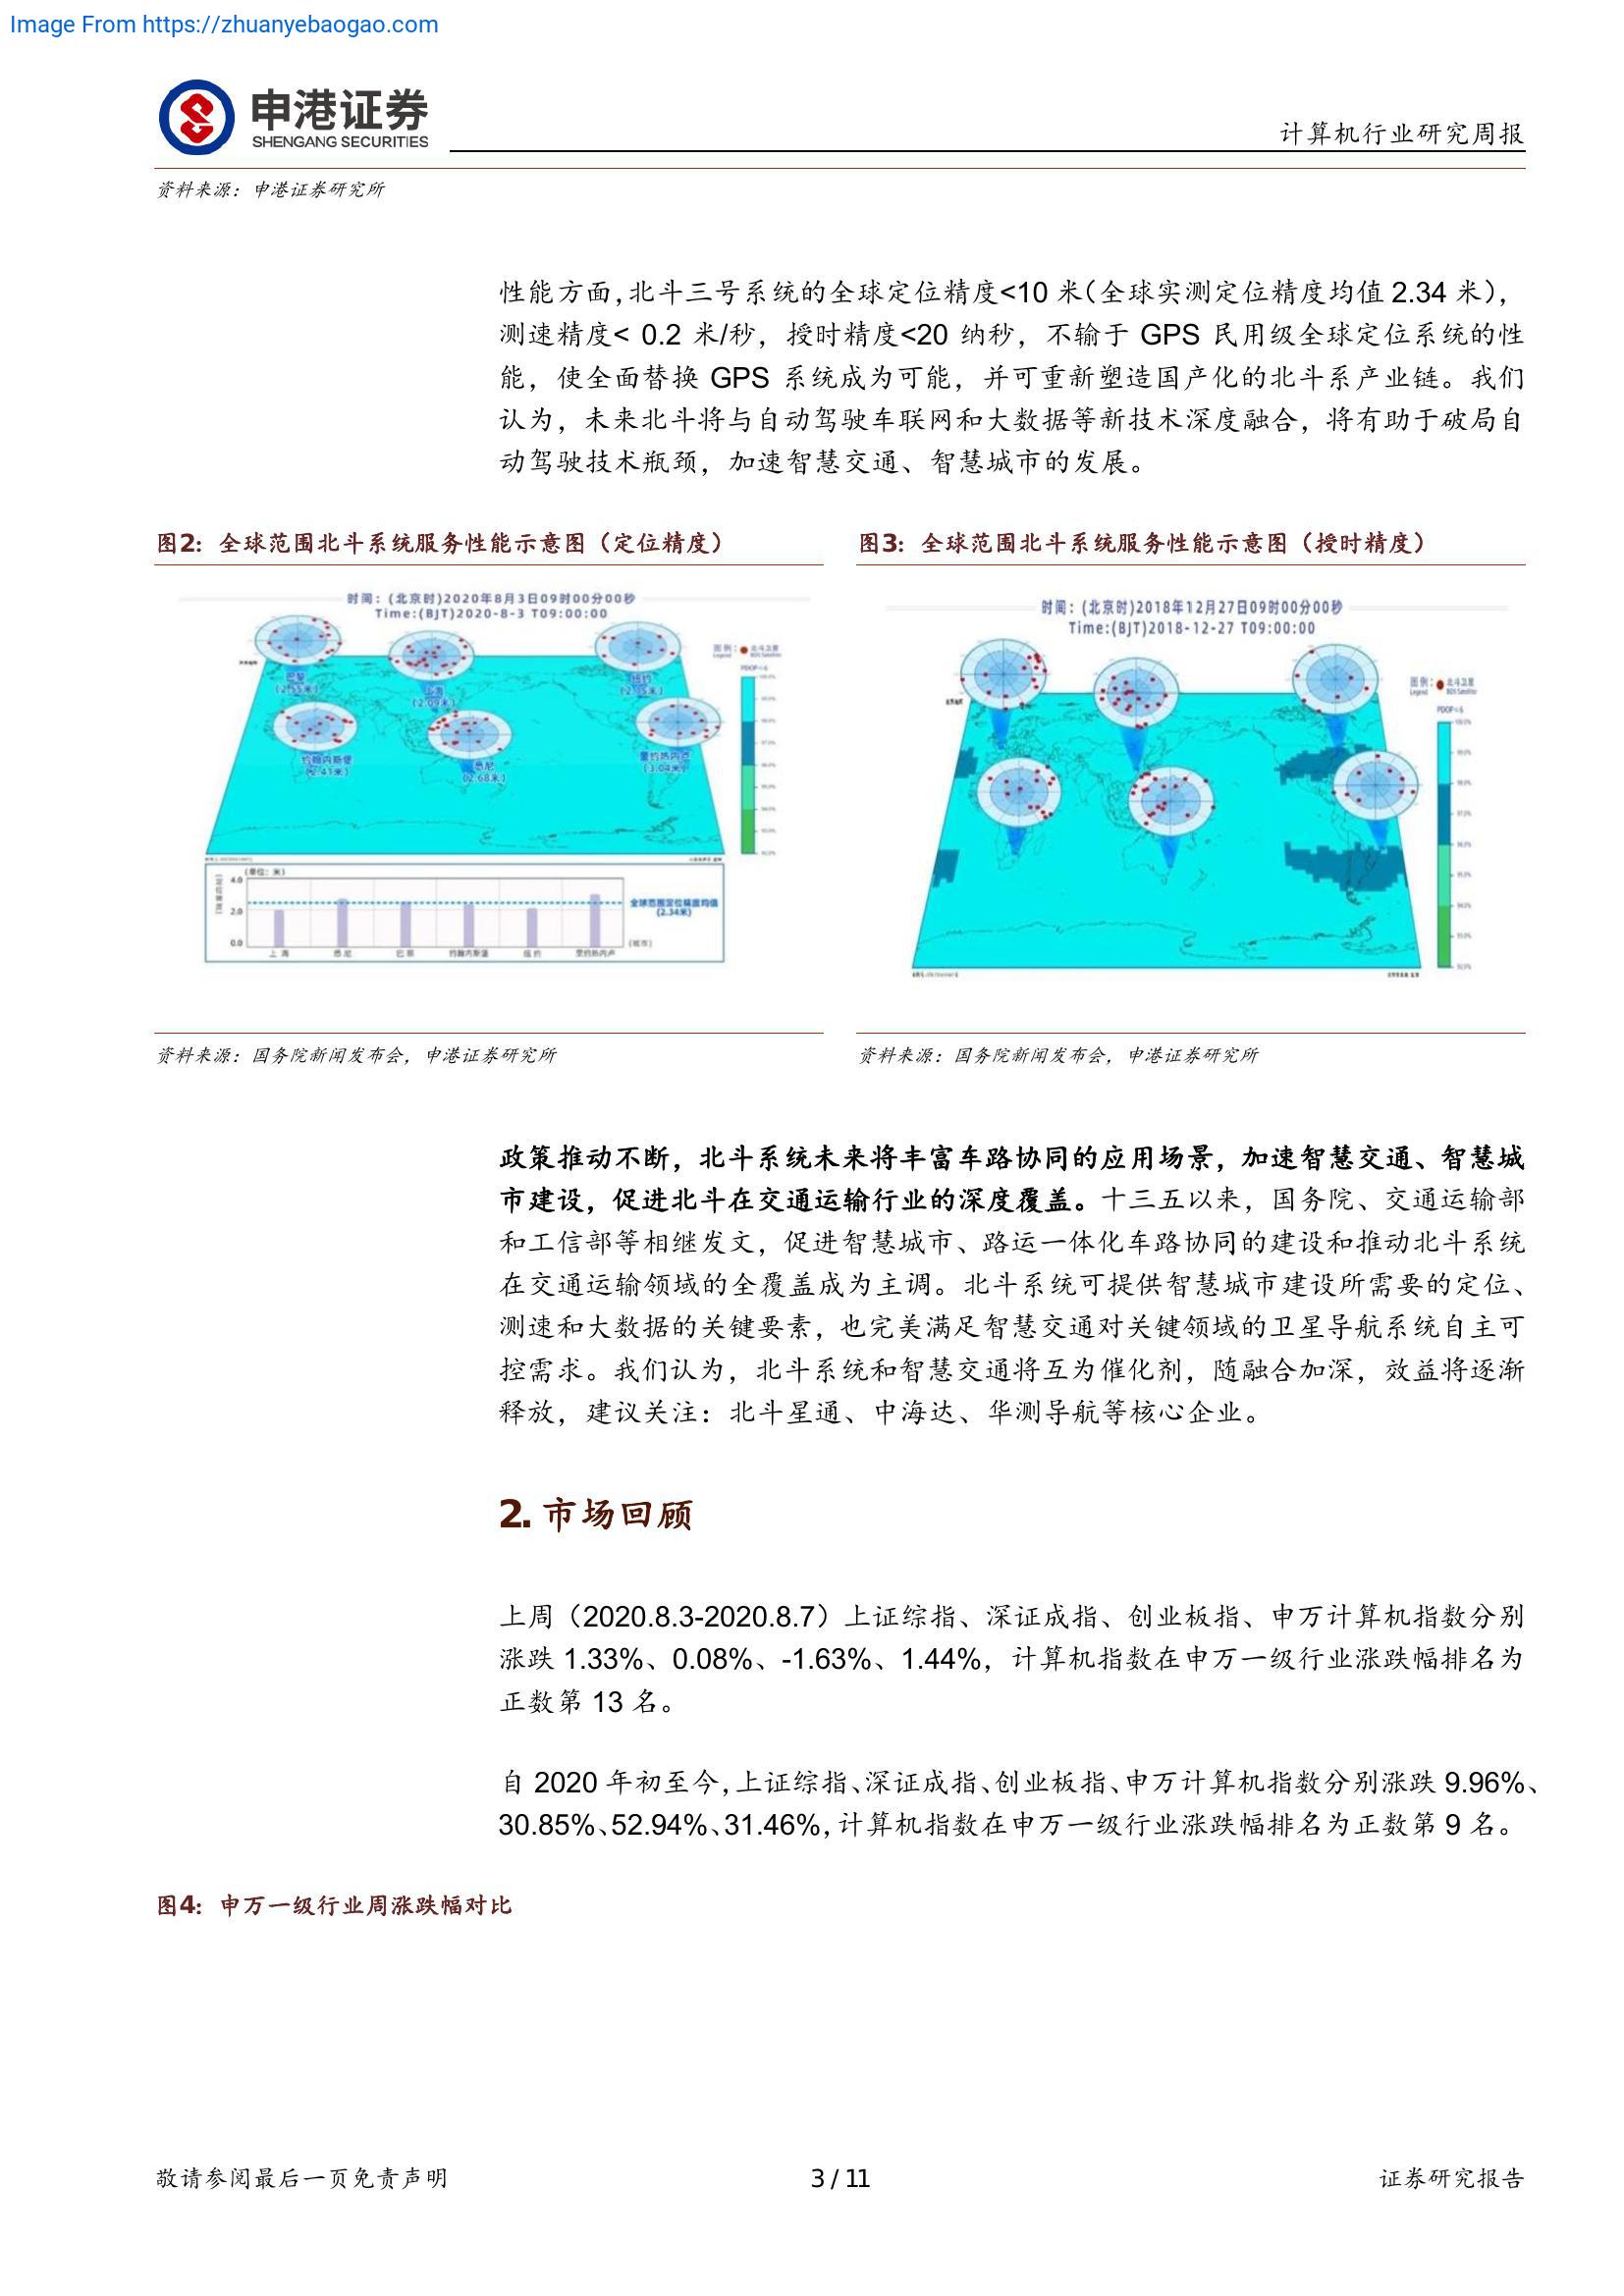 Image From https://zhuanyebaogao.com
申港证券
SHENGANG SECURITIES
计算机行业研究周报
资料来源：申港证券研究所
性能方面，北斗三号系统的全球定位精度<10 米（全球实测定位精度均值 2.34 米），
测速精度< 0.2 米/秒，授时精度<20 纳秒，不输于 GPS 民用级全球定位系统的性
能，使全面替换 GPS 系统成为可能，并可重新塑造国产化的北斗系产业链。我们
认为，未来北斗将与自动驾驶车联网和大数据等新技术深度融合，将有助于破局自
动驾驶技术瓶颈，加速智慧交通、智慧城市的发展。
图2：全球范围北斗系统服务性能示意图（定位精度）
时间：(北京时)2020年8月3日09时00分00秒
Time:(BJT)2020-8-3 T09:00:00
图例：
北斗卫星
PDOP<6
巴黎
上海
(2.09米)
纽约
约翰内斯堡
(2.41米)
悉尼
(2.68米)
里约热内卢
(3.04米)
(单位：米)
4.0
2.0
0.0
上海
悉尼
巴黎
约翰内斯堡
纽约
里约热内卢
(城市)
全球范围定位精度均值
(2.34米)
图3：全球范围北斗系统服务性能示意图（授时精度）
时间：(北京时)2018年12月27日09时00分00秒
Time:(BJT)2018-12-27 T09:00:00
图例：
北斗卫星
PDOP<6
资料来源：国务院新闻发布会，申港证券研究所
资料来源：国务院新闻发布会，申港证券研究所
政策推动不断，北斗系统未来将丰富车路协同的应用场景，加速智慧交通、智慧城
市建设，促进北斗在交通运输行业的深度覆盖。十三五以来，国务院、交通运输部
和工信部等相继发文，促进智慧城市、路运一体化车路协同的建设和推动北斗系统
在交通运输领域的全覆盖成为主调。北斗系统可提供智慧城市建设所需要的定位、
测速和大数据的关键要素，也完美满足智慧交通对关键领域的卫星导航系统自主可
控需求。我们认为，北斗系统和智慧交通将互为催化剂，随融合加深，效益将逐渐
释放，建议关注：北斗星通、中海达、华测导航等核心企业。
2. 市场回顾
上周（2020.8.3-2020.8.7）上证综指、深证成指、创业板指、申万计算机指数分别
涨跌 1.33%、0.08%、-1.63%、1.44%，计算机指数在申万一级行业涨跌幅排名为
正数第 13 名。
自 2020 年初至今，上证综指、深证成指、创业板指、申万计算机指数分别涨跌 9.96%、
30.85%、52.94%、31.46%，计算机指数在申万一级行业涨跌幅排名为正数第 9 名。
图4：申万一级行业周涨跌幅对比
敬请参阅最后一页免责声明
3 / 11
证券研究报告